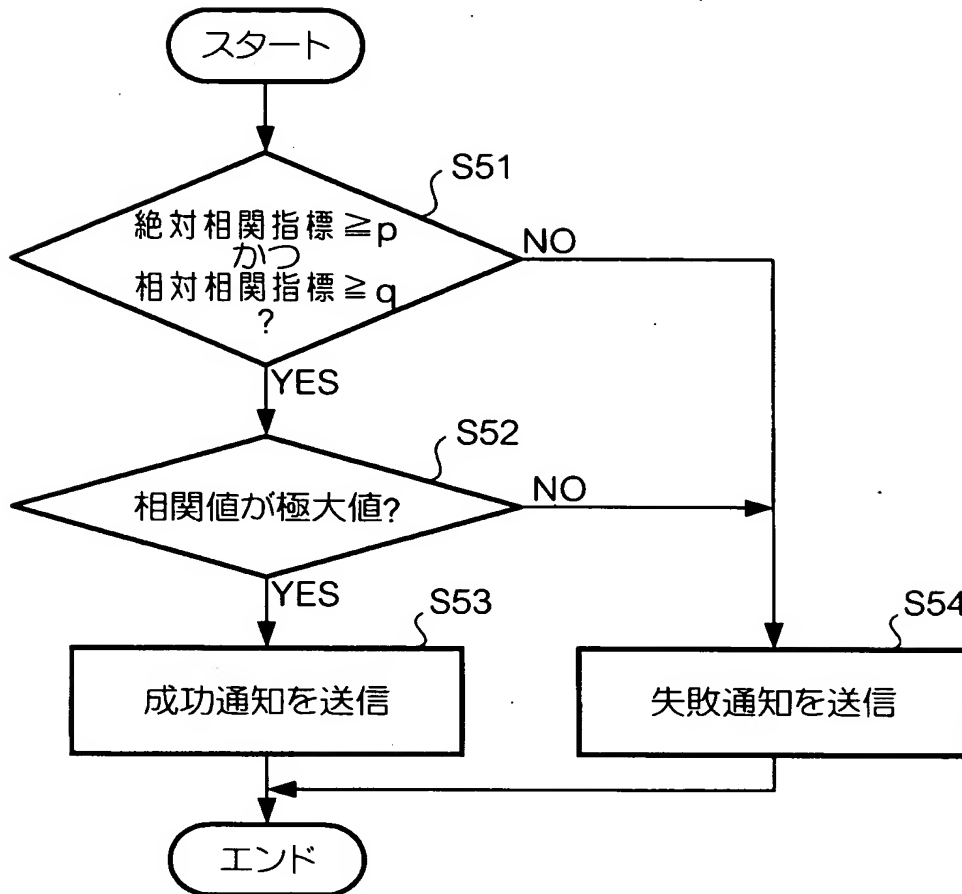 スタート
S51
絶対相関指標≧p
かつ
相対相関指標≧q
?
NO
YES
S52
相関値が極大値?
NO
YES
S53
成功通知を送信
S54
失敗通知を送信
エンド